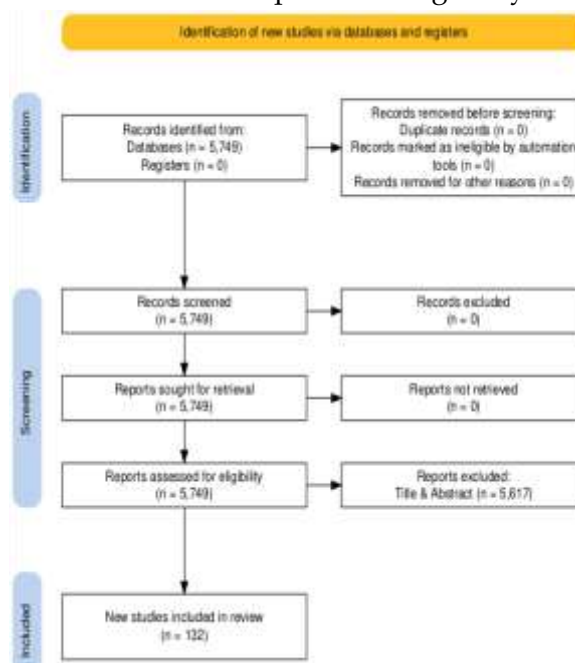 Identification of new studies via databases and registers
Identification
Records identified from:
Databases (n = 5,749)
Registers (n = 0)
Records removed before screening:
Duplicate records (n = 0)
Records marked as ineligible by automation
tools (n = 0)
Records removed for other reasons (n = 0)
Screening
Records screened
(n = 5,749)
Records excluded
(n = 0)
Reports sought for retrieval
(n = 5,749)
Reports not retrieved
(n = 0)
Reports assessed for eligibility
(n = 5,749)
Reports excluded:
Title & Abstract (n = 5,617)
Included
New studies included in review
(n = 132)